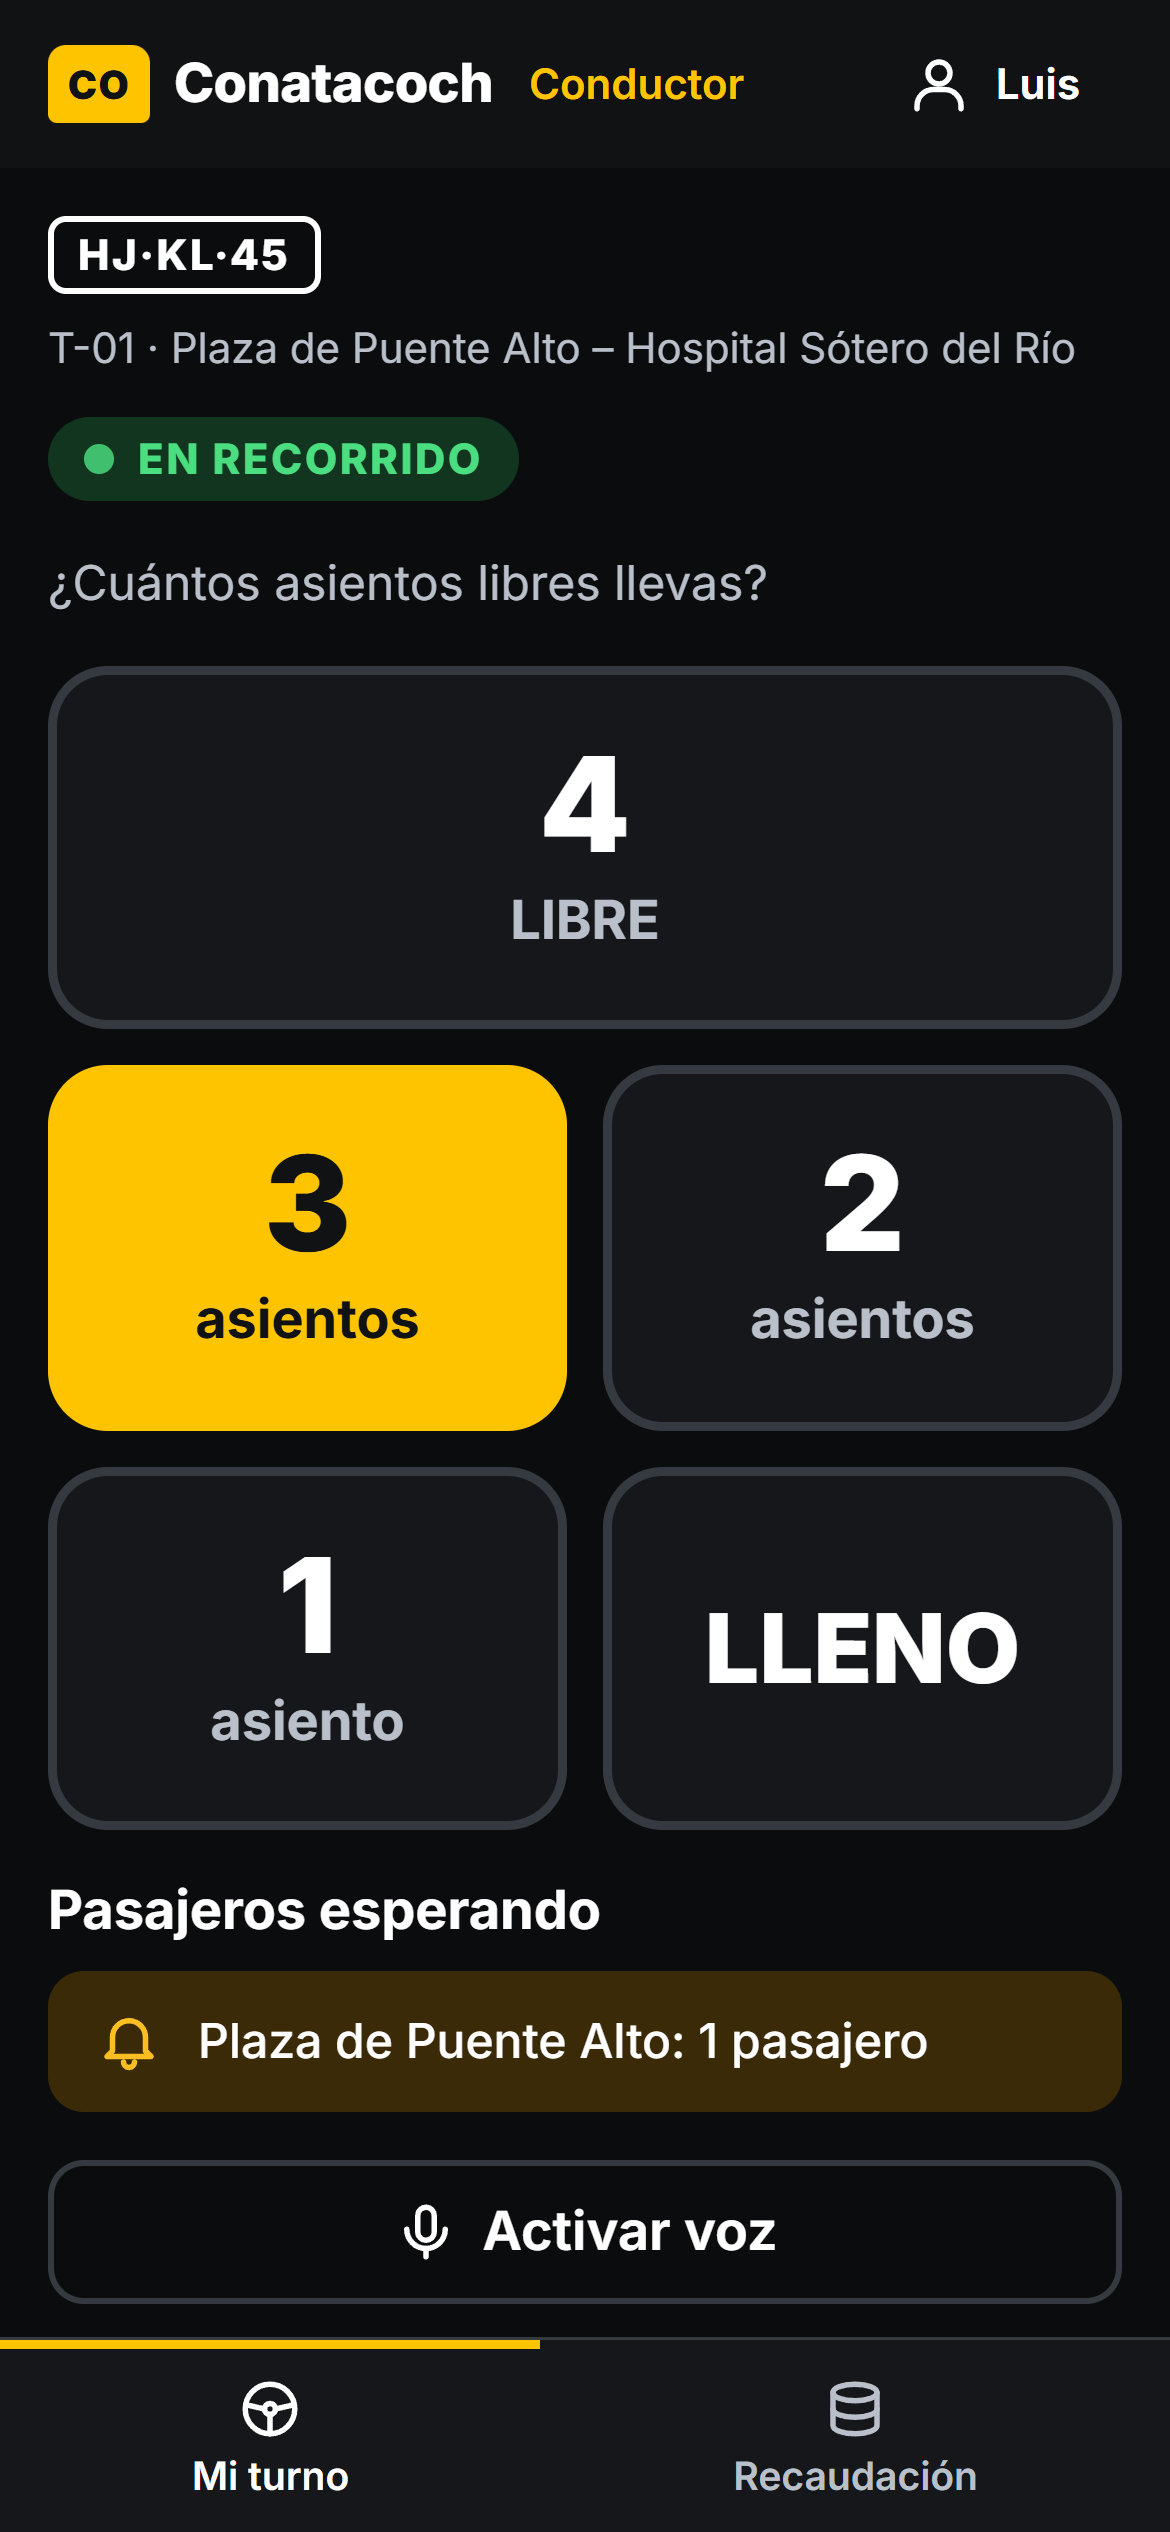 co Conatacoch Conductor Luis
HJ·KL·45
T-01 · Plaza de Puente Alto – Hospital Sótero del Río
EN RECORRIDO
¿Cuántos asientos libres llevas?
4
LIBRE
3
asientos
2
asientos
1
asiento
LLENO
Pasajeros esperando
Plaza de Puente Alto: 1 pasajero
Activar voz
Mi turno
Recaudación